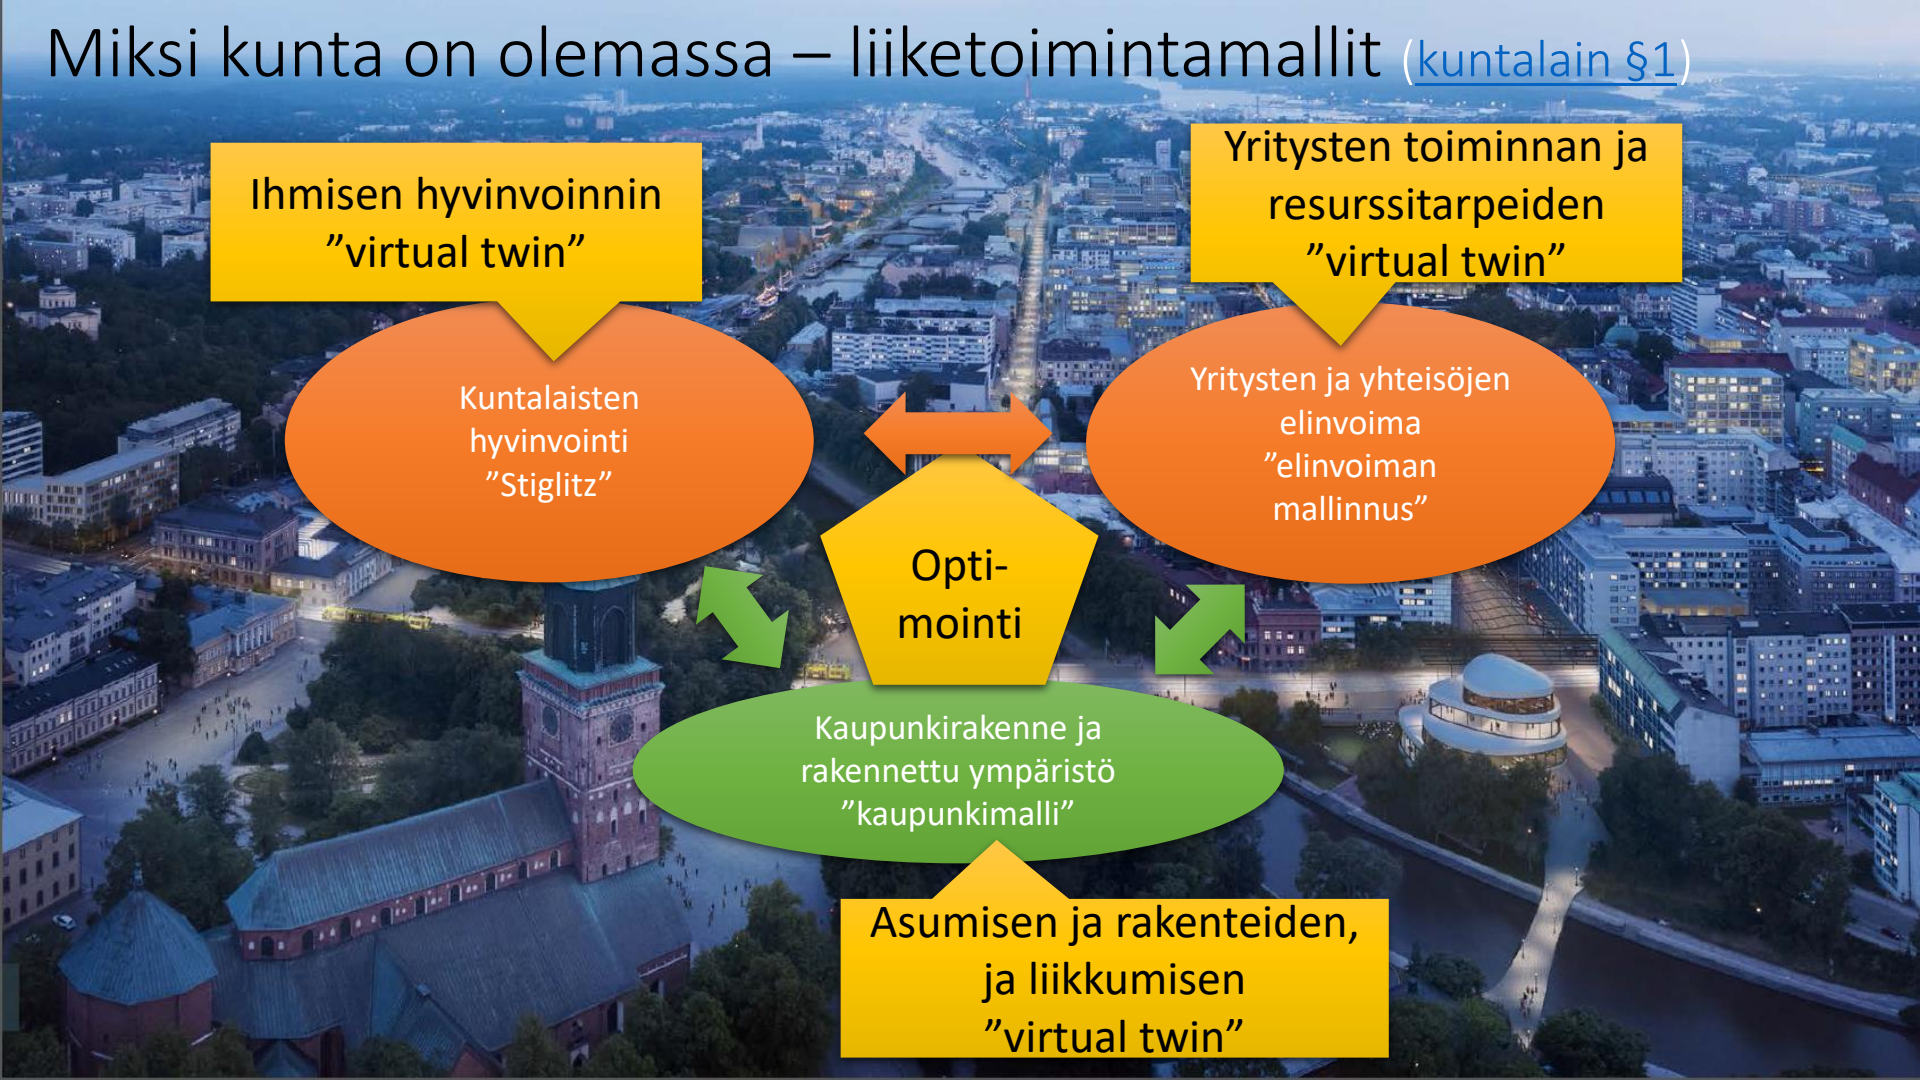 Miksi kunta on olemassa – liiketoimintamallit (kuntalain §1)
Ihmisen hyvinvoinnin
”virtual twin”
Yritysten toiminnan ja
resurssitarpeiden
”virtual twin”
Kuntalaisten
hyvinvointi
”Stiglitz”
Yritysten ja yhteisöjen
elinvoima
”elinvoiman
mallinnus”
Opti-
mointi
Kaupunkirakenne ja
rakennettu ympäristö
”kaupunkimalli”
Asumisen ja rakenteiden,
ja liikkumisen
”virtual twin”